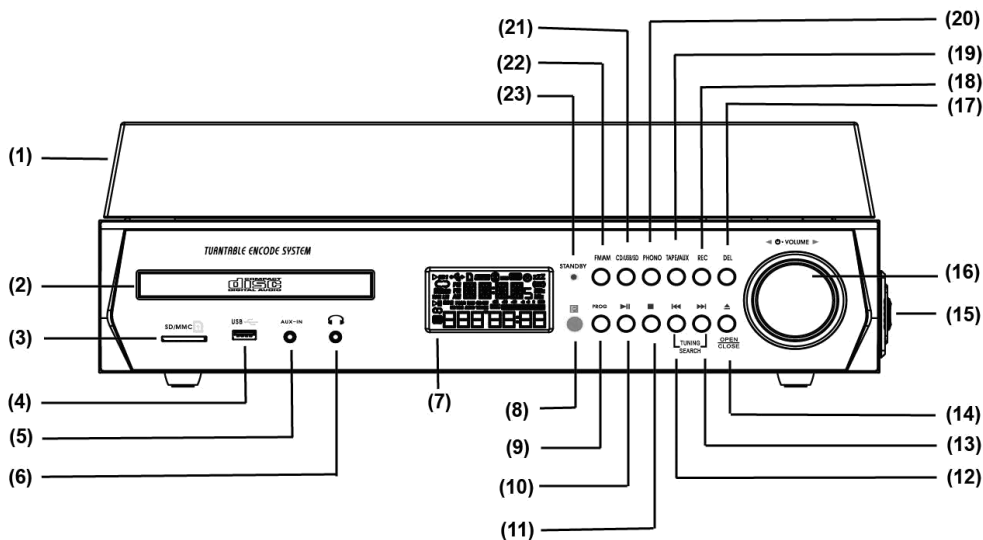 (21)
(20)
(22)
(19)
(23)
(18)
(17)
(1)
TURNTABLE ENCODE SYSTEM
STANDBY
FM/AM CD/USB/SD PHONO TAPE/AUX REC DEL
VOLUME
(2)
COMPACT
disc
DIGITAL AUDIO
(16)
(15)
SD/MMC USB AUX-IN
PROG
TUNING
SEARCH
OPEN
CLOSE
(3)
(4)
(5)
(6)
(7)
(8)
(9)
(10)
(11)
(12)
(13)
(14)